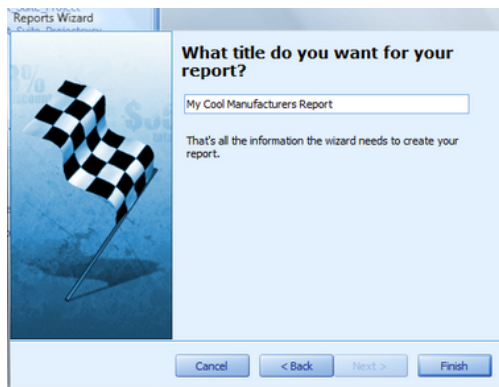 Reports Wizard
What title do you want for your
report?
My Cool Manufacturers Report
That's all the information the wizard needs to create your
report.
Cancel
< Back
Next >
Finish